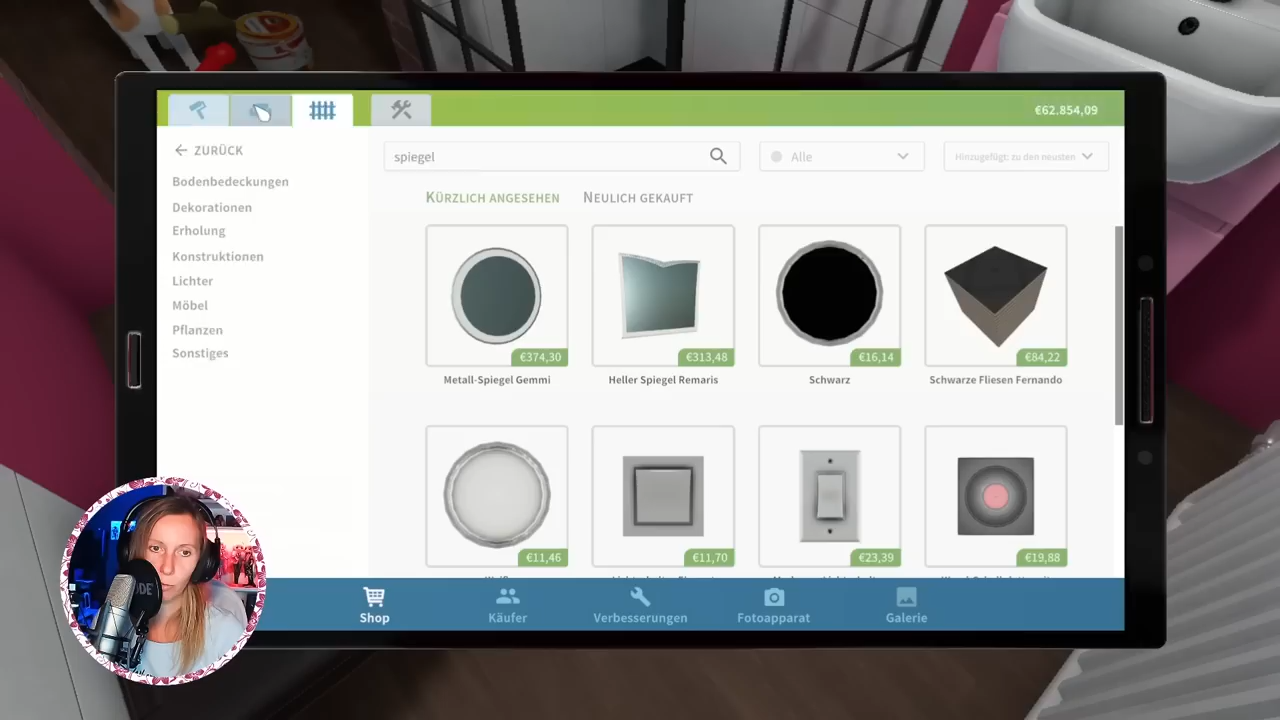 €62.854,09
ZURÜCK
Bodenbedeckungen
Dekorationen
Erholung
Konstruktionen
Lichter
Möbel
Pflanzen
Sonstiges
spiegel
Alle
Hinzugefügt: zu den neusten
KÜRZLICH ANGESEHEN
NEULICH GEKAUFT
€374,30
€313,48
€16,14
€84,22
Metall-Spiegel Gemmi
Heller Spiegel Remaris
Schwarz
Schwarze Fliesen Fernando
€11,46
€11,70
€23,39
€19,88
Shop
Käufer
Verbesserungen
Fotoapparat
Galerie